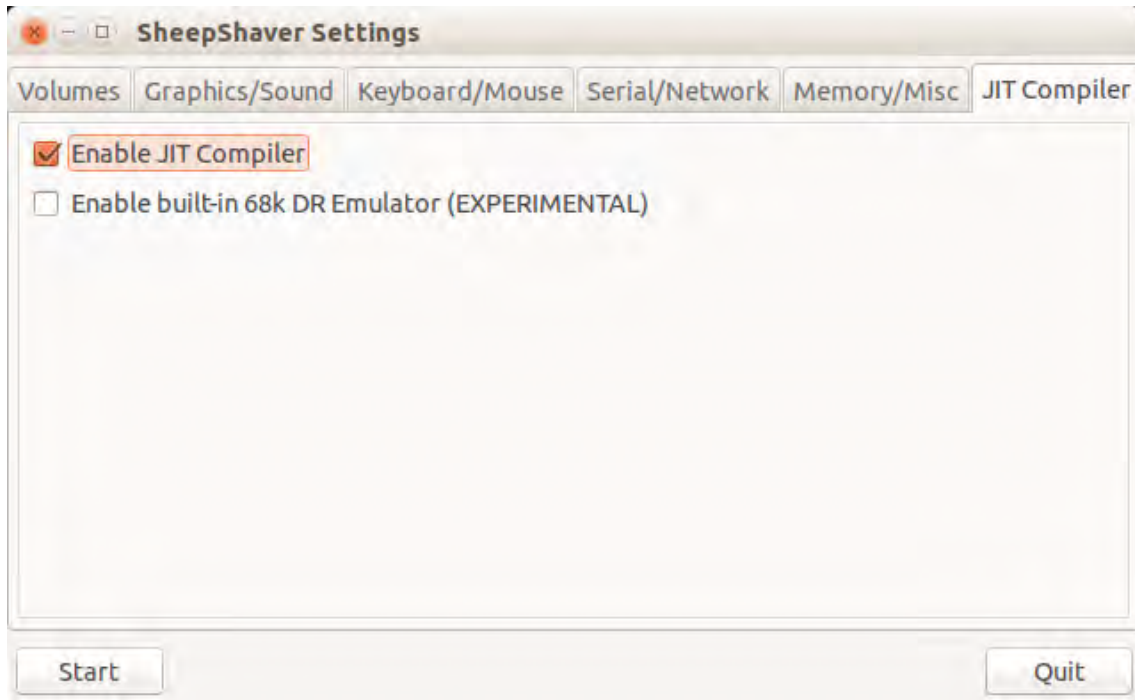 SheepShaver Settings
Volumes Graphics/Sound Keyboard/Mouse Serial/Network Memory/Misc JIT Compiler
Enable JIT Compiler
Enable built-in 68k DR Emulator (EXPERIMENTAL)
Start Quit